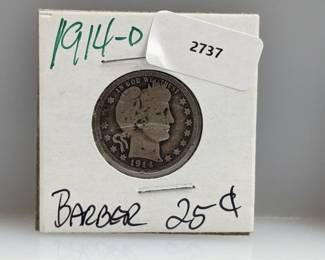 1914-D
2737
IN GOD WE TRUST
1914
BARBER 25¢